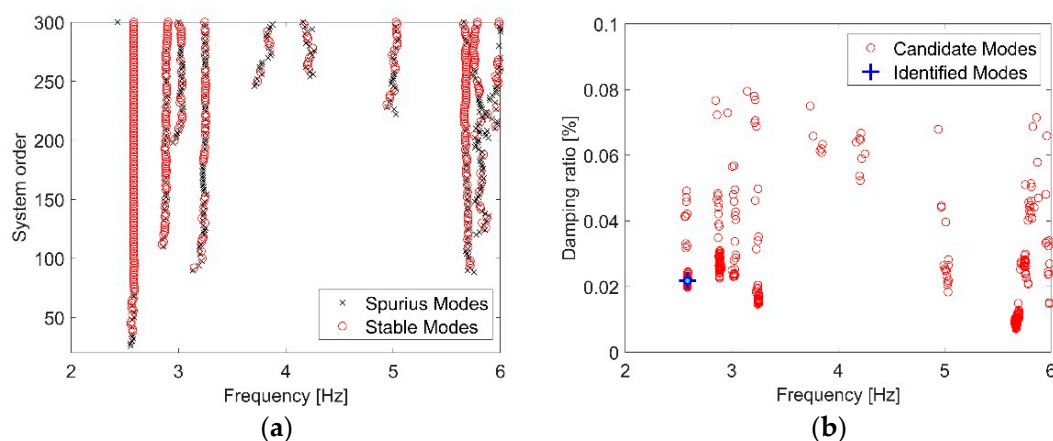 300
250
200
150
100
50
System order
Spurius Modes
Stable Modes
2 3 4 5 6
Frequency [Hz]
(a)
0.1
0.08
0.06
0.04
0.02
0
Damping ratio [%]
Candidate Modes
Identified Modes
2 3 4 5 6
Frequency [Hz]
(b)